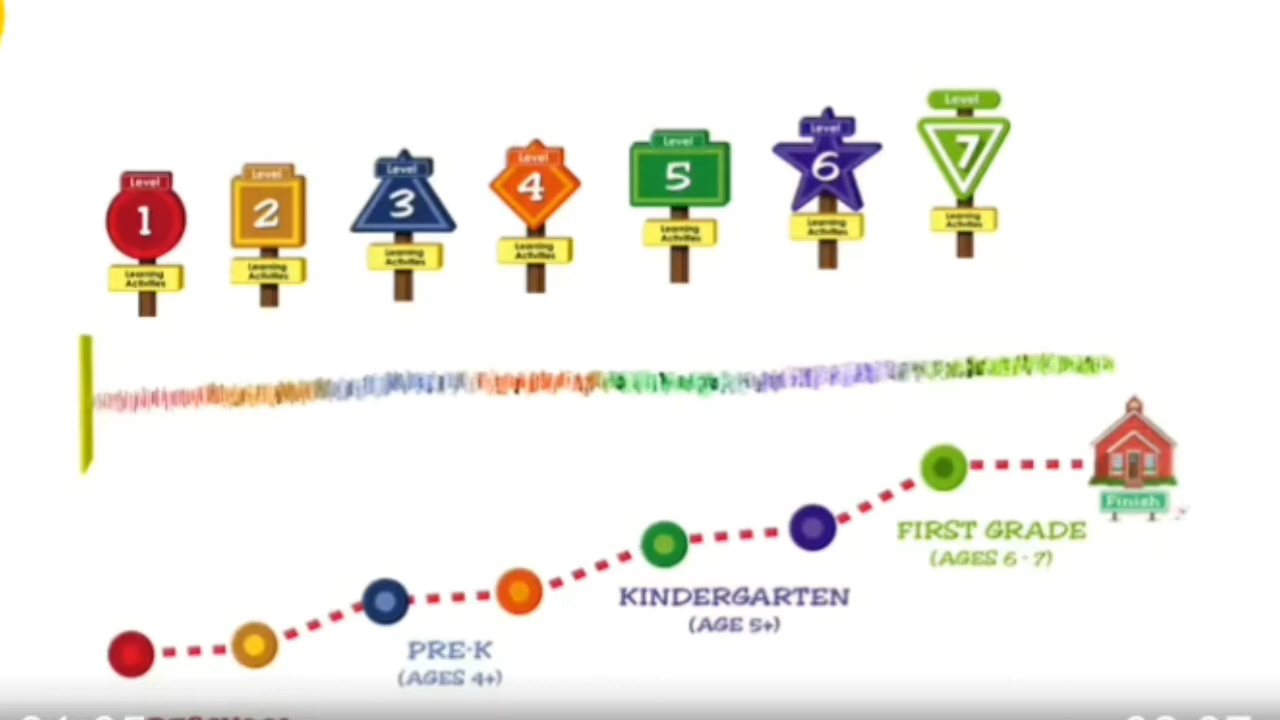 Level
1
Learning
Activities
Level
2
Learning
Activities
Level
3
Learning
Activities
Level
4
Learning
Activities
Level
5
Learning
Activities
Level
6
Learning
Activities
Level
7
Learning
Activities
Finish
FIRST GRADE
(AGES 6-7)
KINDERGARTEN
(AGE 5+)
PRE-K
(AGES 4+)